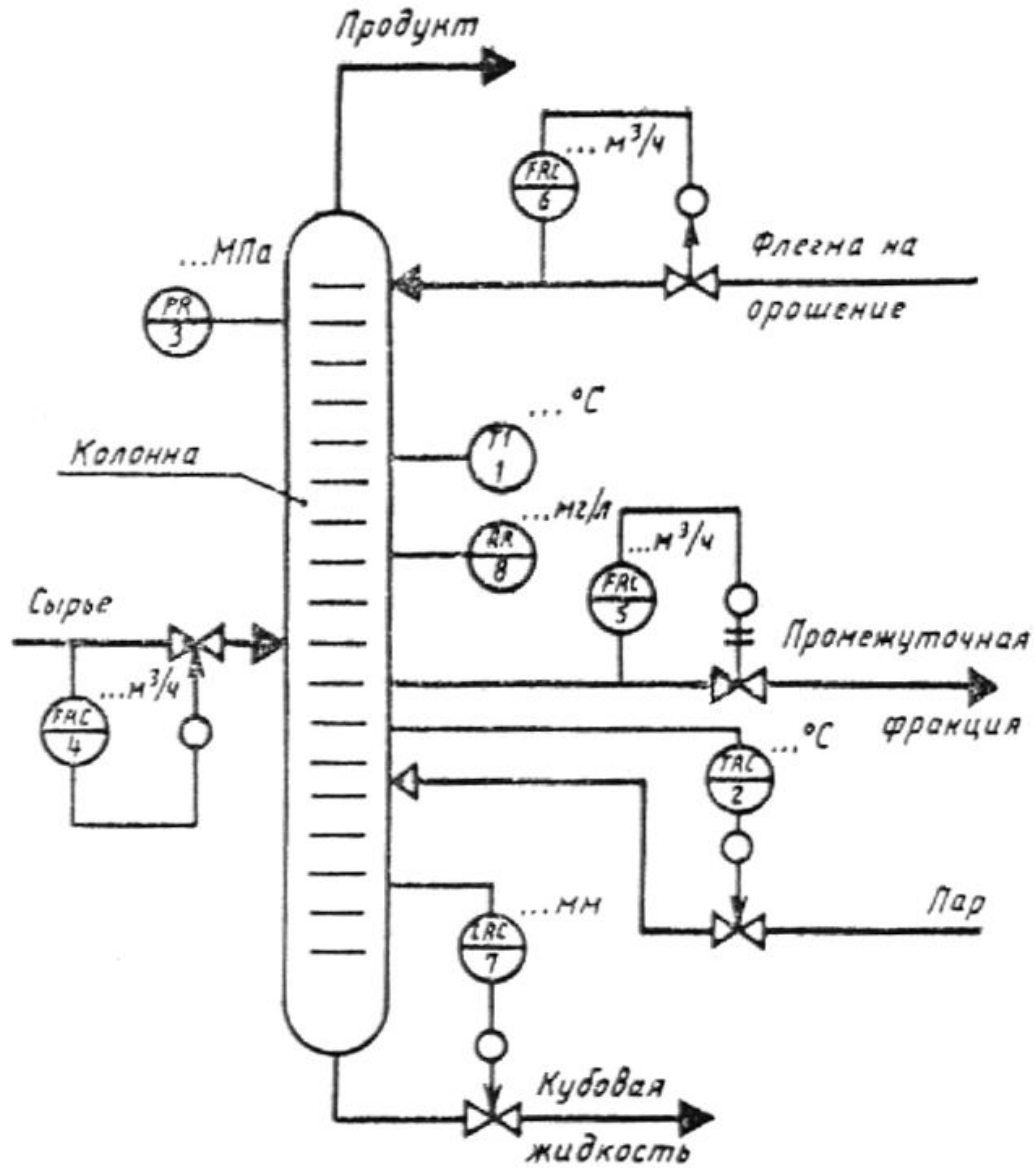 Продукт
...м³/ч
FRC
6
...МПа
Флегма на
орошение
PR
3
...°C
TI
1
Колонна
...мг/л
QR
8
...м³/ч
FRC
5
Сырье
Промежуточная
фракция
...м³/ч
FRC
4
...°C
TRC
2
...мм
LRC
7
Пар
Кубовая
жидкость